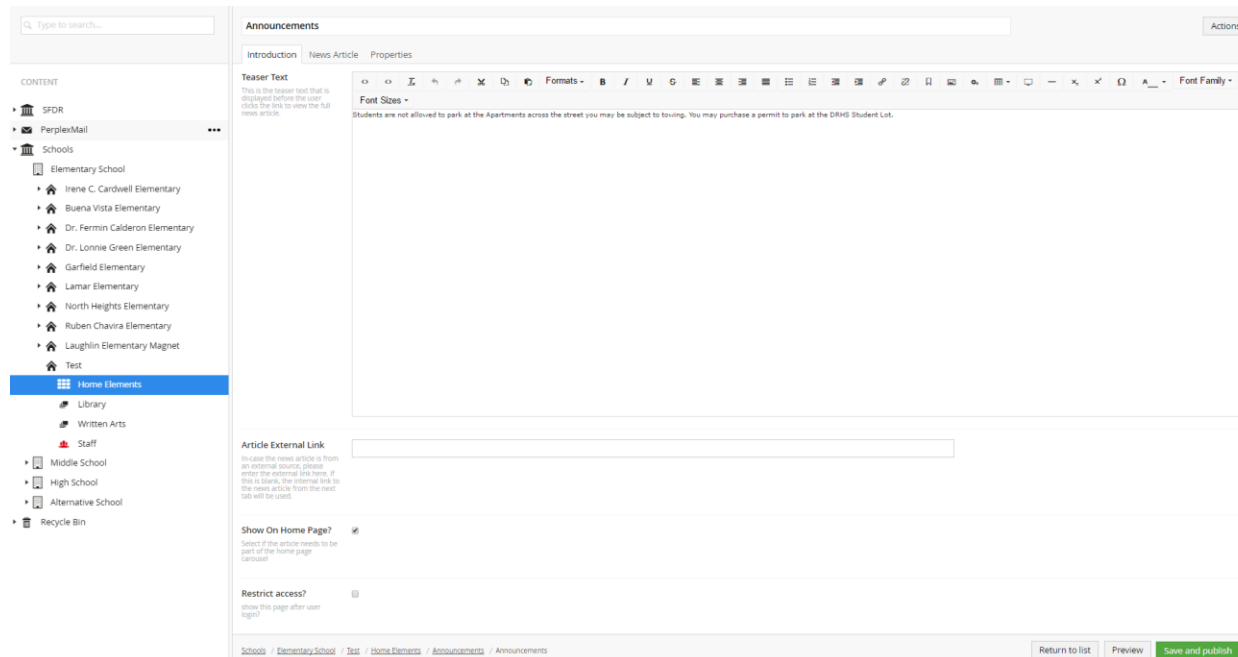 Type to search...
CONTENT
SFDR
PerplexMail
Schools
Elementary School
Irene C. Cardwell Elementary
Buena Vista Elementary
Dr. Fermin Calderon Elementary
Dr. Lonnie Green Elementary
Garfield Elementary
Lamar Elementary
North Heights Elementary
Ruben Chavira Elementary
Laughlin Elementary Magnet
Test
Home Elements
Library
Written Arts
Staff
Middle School
High School
Alternative School
Recycle Bin
Announcements
Actions
Introduction News Article Properties
Teaser Text
This is the teaser text that is
displayed before the user
clicks the link to view the full
news article.
Formats
Font Family
Font Sizes
Students are not allowed to park at the Apartments across the street you may be subject to towing. You may purchase a permit to park at the DRHS Student Lot.
Article External Link
In-case the news article is from
an external source, please
enter the external link here. If
this is blank, the internal link to
the news article from the next
tab will be used.
Show On Home Page?
Select if the article needs to be
part of the home page
carousel
Restrict access?
show this page after user
login?
Schools / Elementary School / Test / Home Elements / Announcements / Announcements
Return to list Preview Save and publish